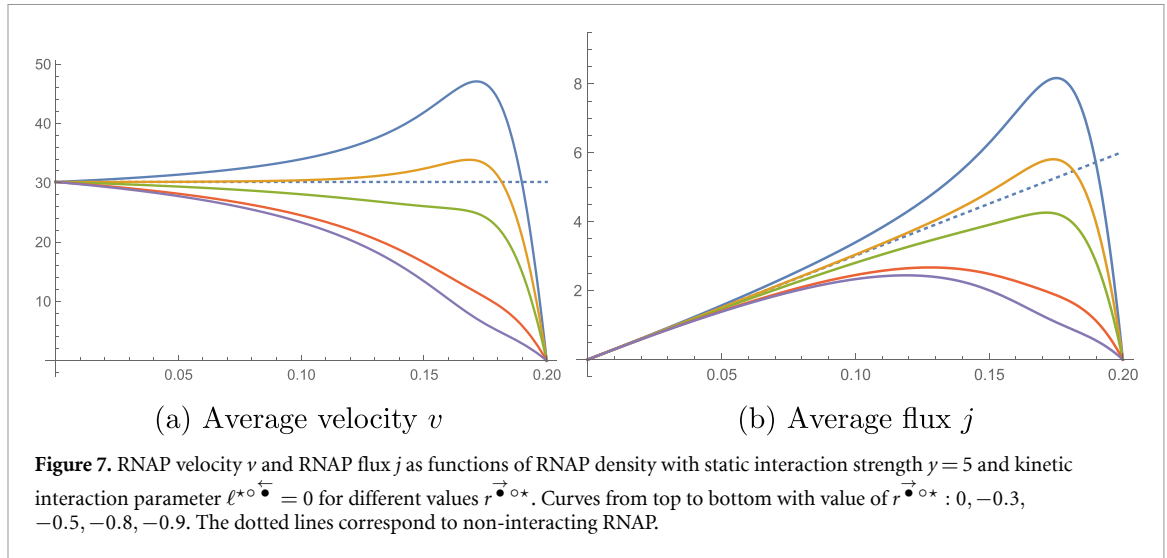 50
40
30
20
10
0.05 0.10 0.15 0.20
(a) Average velocity v
8
6
4
2
0.05 0.10 0.15 0.20
(b) Average flux j
Figure 7. RNAP velocity v and RNAP flux j as functions of RNAP density with static interaction strength y = 5 and kinetic
interaction parameter ℓ^{⋆∘\overleftarrow{•}} = 0 for different values r^{\overrightarrow{•}∘⋆}. Curves from top to bottom with value of r^{\overrightarrow{•}∘⋆} : 0, −0.3,
−0.5, −0.8, −0.9. The dotted lines correspond to non-interacting RNAP.